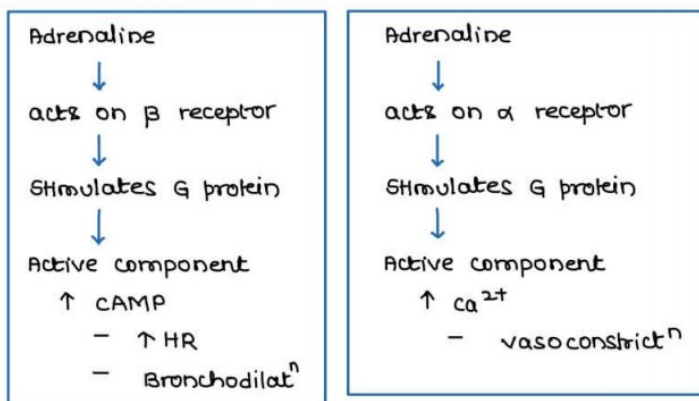 Adrenaline
↓
acts on β receptor
↓
Stimulates G protein
↓
Active component
↑ cAMP
- ↑ HR
- Bronchodilatⁿ
Adrenaline
↓
acts on α receptor
↓
Stimulates G protein
↓
Active component
↑ Ca²⁺
- vasoconstrictⁿ